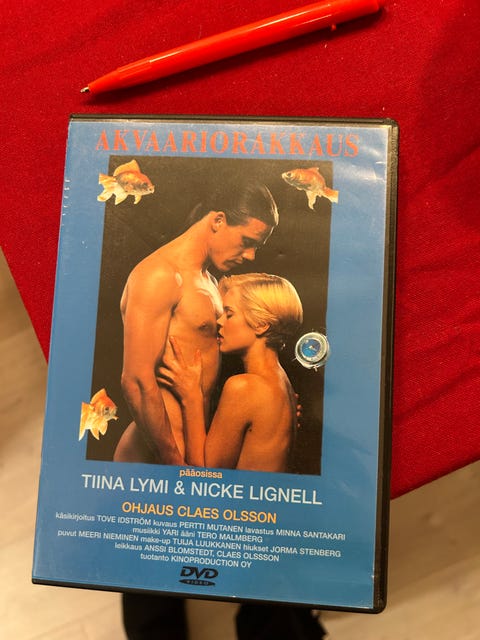 AKVAARIORAKKAUS
pääosissa
TIINA LYMI & NICKE LIGNELL
OHJAUS CLAES OLSSON
käsikirjoitus TOVE IDSTRÖM kuvaus PERTTI MUTANEN lavastus MINNA SANTAKARI
musiikki YARI ääni TERO MALMBERG
puvut MEERI NIEMINEN make-up TUIJA LUUKKANEN hiukset JORMA STENBERG
leikkaus ANSSI BLOMSTEDT, CLAES OLSSSON
tuotanto KINOPRODUCTION OY
DVD
VIDEO